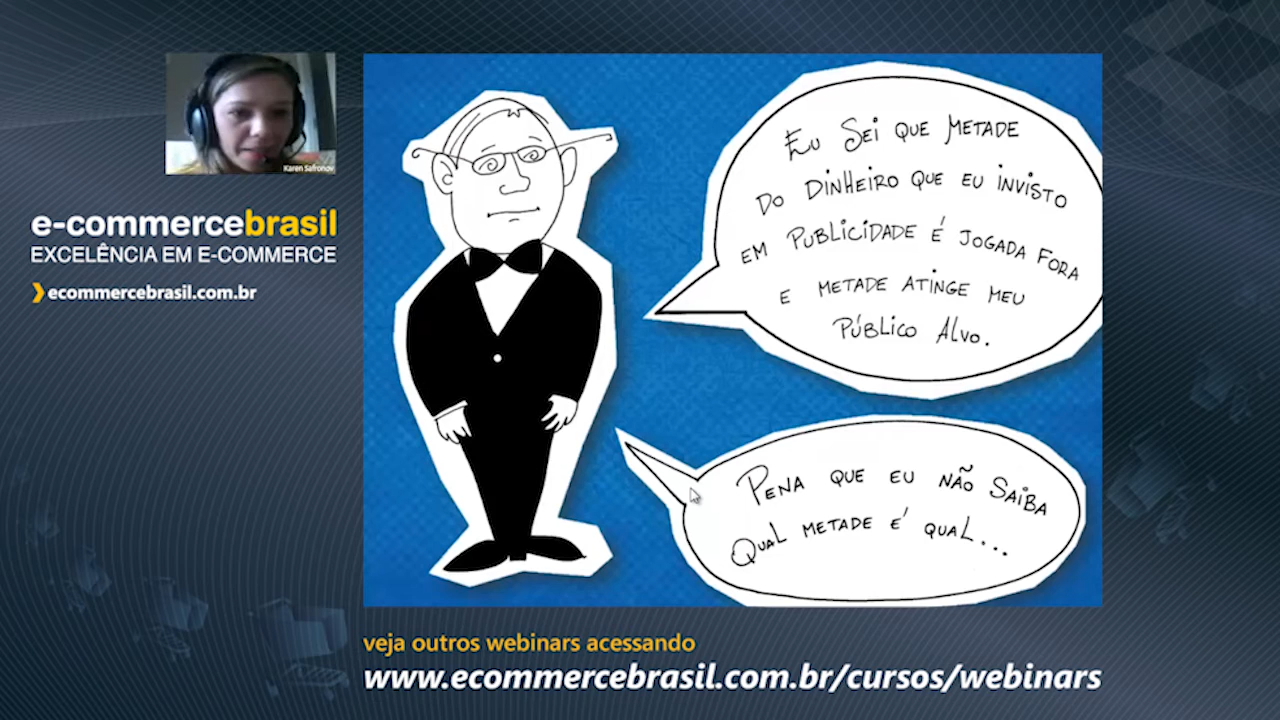 Karen Safronov
e-commercebrasil
EXCELÊNCIA EM E-COMMERCE
ecommercebrasil.com.br
Eu Sei que metade
do dinheiro que eu invisto
em publicidade é jogada fora
e metade atinge meu
público alvo.
Pena que eu não saiba
qual metade é qual...
veja outros webinars acessando
www.ecommercebrasil.com.br/cursos/webinars